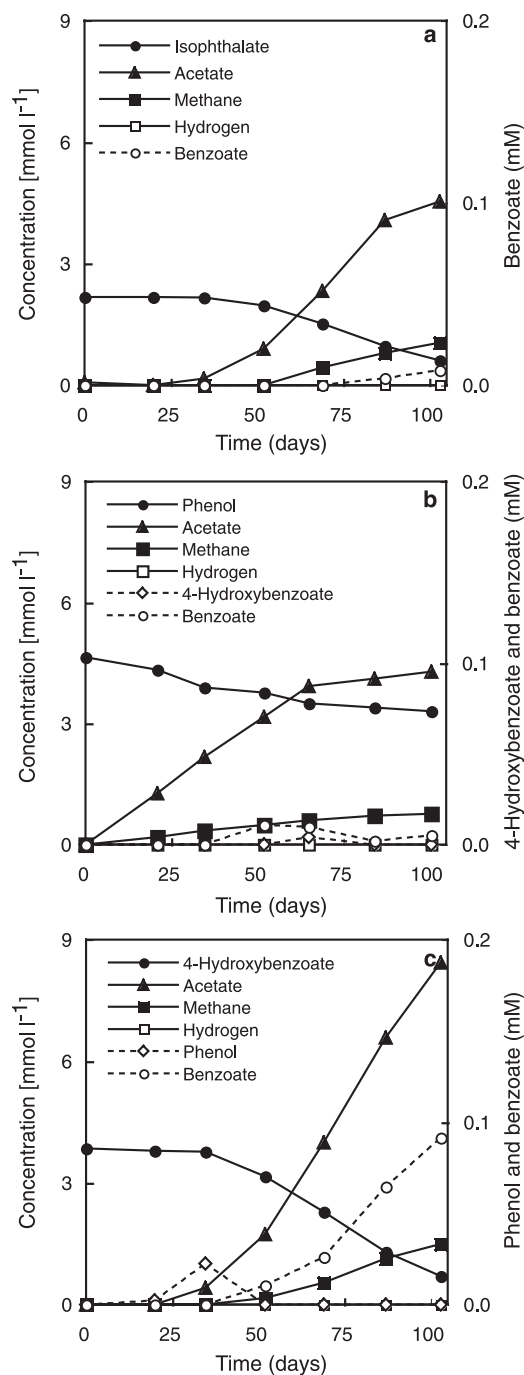 a
Isophthalate
Acetate
Methane
Hydrogen
Benzoate
9
6
3
0
0.2
0.1
0.0
0 25 50 75 100
Concentration [mmol l-1]
Benzoate (mM)
Time (days)
b
Phenol
Acetate
Methane
Hydrogen
4-Hydroxybenzoate
Benzoate
9
6
3
0
0.2
0.1
0.0
0 25 50 75 100
Concentration [mmol l-1]
4-Hydroxybenzoate and benzoate (mM)
Time (days)
c
4-Hydroxybenzoate
Acetate
Methane
Hydrogen
Phenol
Benzoate
9
6
3
0
0.2
0.1
0.0
0 25 50 75 100
Concentration [mmol l-1]
Phenol and benzoate (mM)
Time (days)